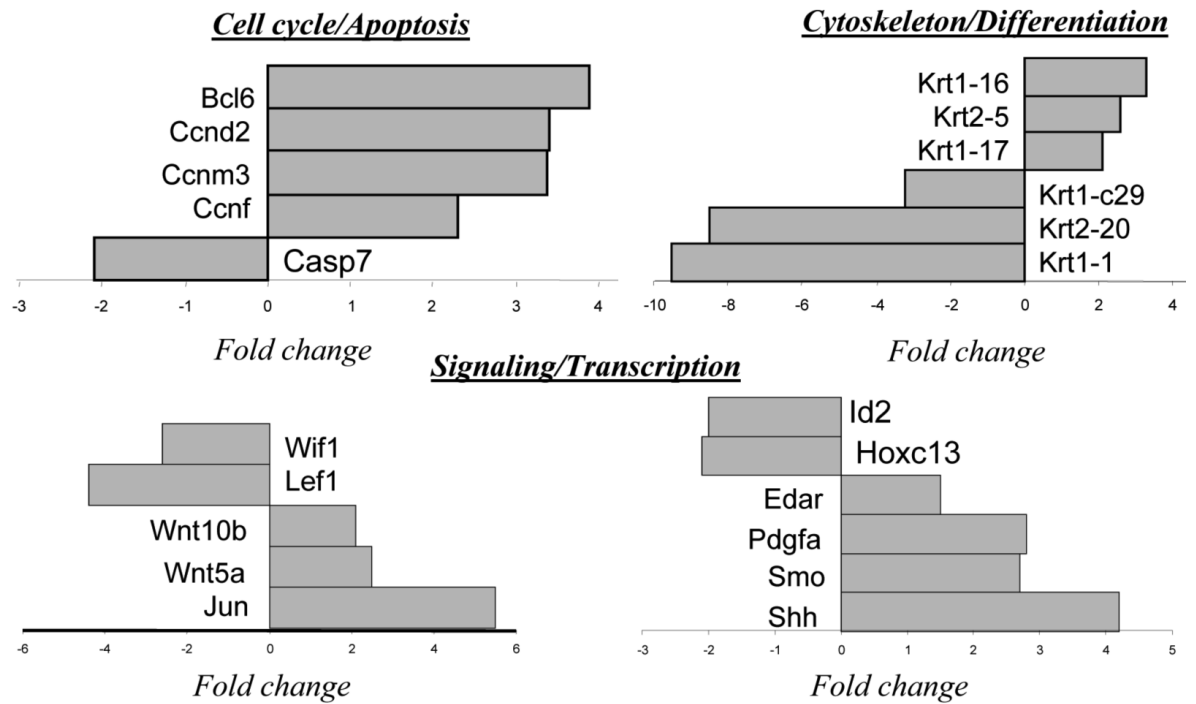 Cell cycle/Apoptosis
Bcl6
Ccnd2
Ccnm3
Ccnf
Casp7
-3 -2 -1 0 1 2 3 4
Fold change
Cytoskeleton/Differentiation
Krt1-16
Krt2-5
Krt1-17
Krt1-c29
Krt2-20
Krt1-1
-10 -8 -6 -4 -2 0 2 4
Fold change
Signaling/Transcription
Wif1
Lef1
Wnt10b
Wnt5a
Jun
-6 -4 -2 0 2 4 6
Fold change
Id2
Hoxc13
Edar
Pdgfa
Smo
Shh
-3 -2 -1 0 1 2 3 4 5
Fold change